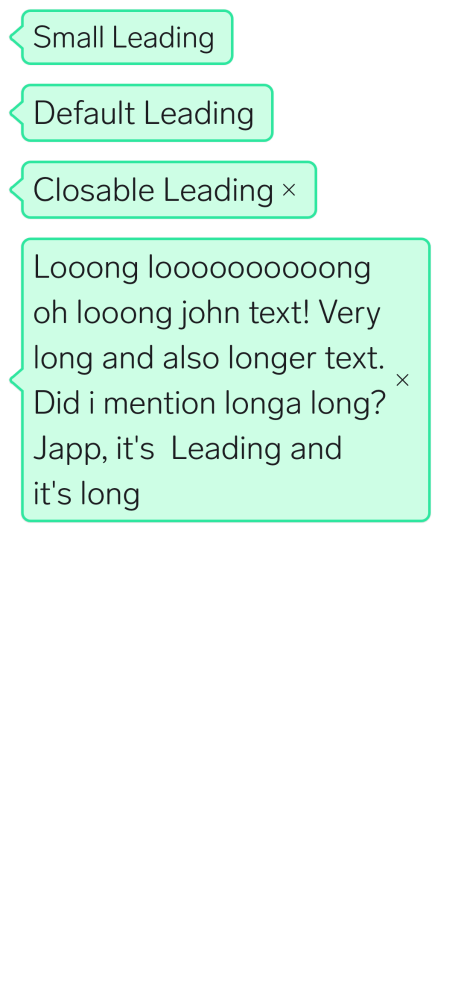 Small Leading
Default Leading
Closable Leading ×
Looong looooooooooong
oh looong john text! Very
long and also longer text.
Did i mention longa long?
Japp, it's  Leading and
it's long
×